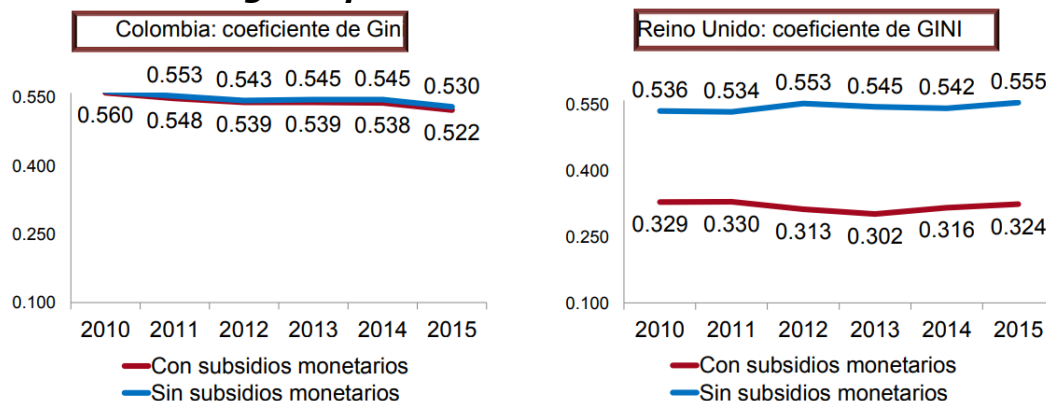 Colombia: coeficiente de Gini
0.553 0.543 0.545 0.545 0.530
0.550
0.560 0.548 0.539 0.539 0.538 0.522
0.400
0.250
0.100
2010 2011 2012 2013 2014 2015
Con subsidios monetarios
Sin subsidios monetarios
Reino Unido: coeficiente de GINI
0.536 0.534 0.553 0.545 0.542 0.555
0.550
0.400
0.329 0.330 0.313 0.302 0.316 0.324
0.250
0.100
2010 2011 2012 2013 2014 2015
Con subsidios monetarios
Sin subsidios monetarios